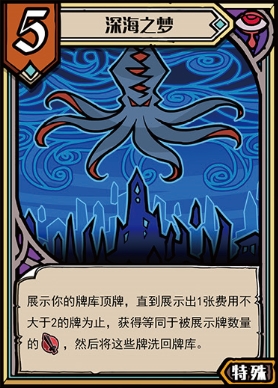 5
深海之梦
展示你的牌库顶牌，直到展示出1张费用不
大于2的牌为止，获得等同于被展示牌数量
的，然后将这些牌洗回牌库。
特殊